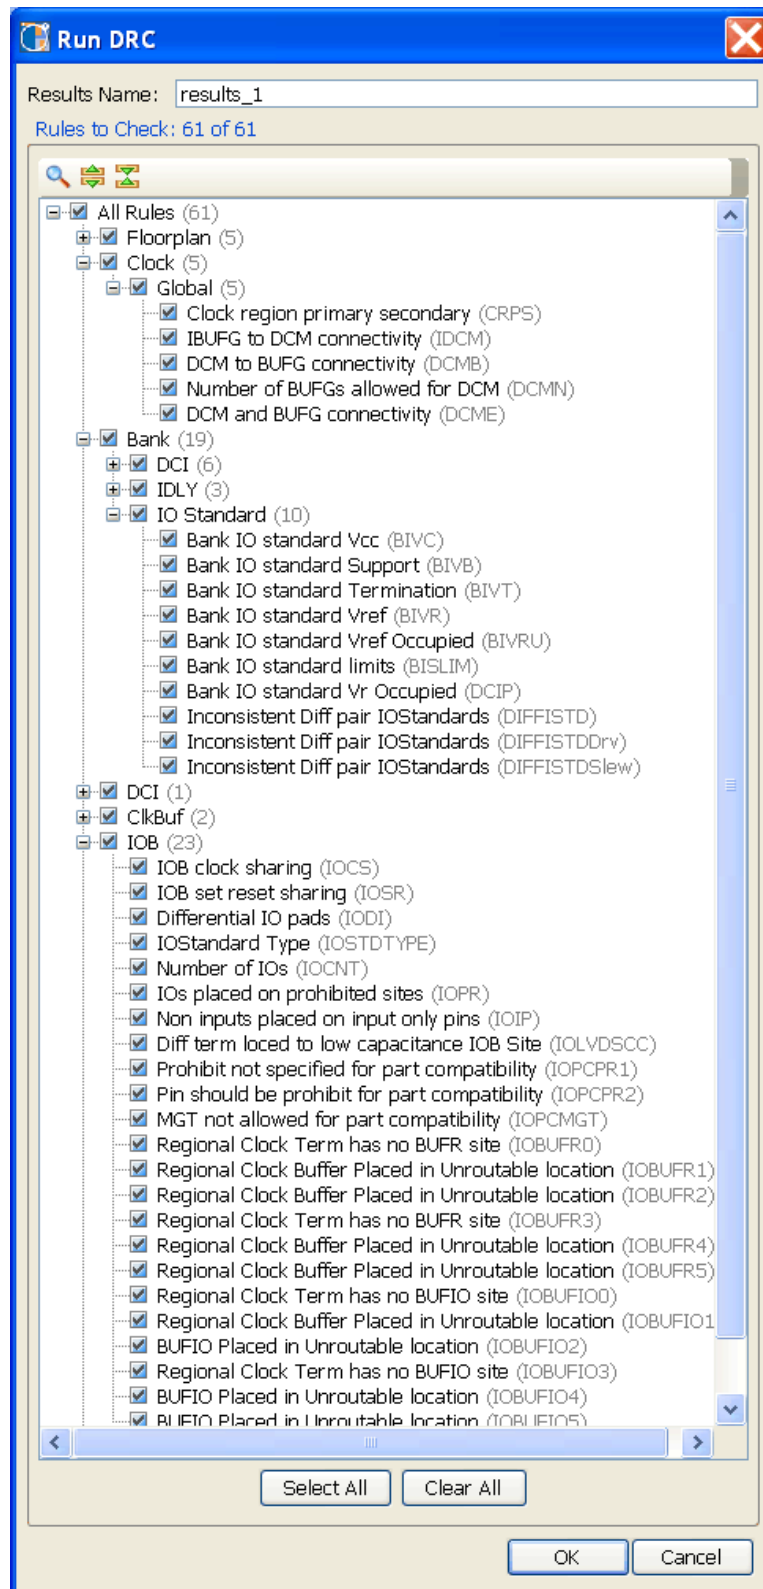 Run DRC
Results Name: results_1
Rules to Check: 61 of 61
All Rules (61)
Floorplan (5)
Clock (5)
Global (5)
Clock region primary secondary (CRPS)
IBUFG to DCM connectivity (IDCM)
DCM to BUFG connectivity (DCMB)
Number of BUFGs allowed for DCM (DCMN)
DCM and BUFG connectivity (DCME)
Bank (19)
DCI (6)
IDLY (3)
IO Standard (10)
Bank IO standard Vcc (BIVC)
Bank IO standard Support (BIVB)
Bank IO standard Termination (BIVT)
Bank IO standard Vref (BIVR)
Bank IO standard Vref Occupied (BIVRU)
Bank IO standard limits (BISLIM)
Bank IO standard Vr Occupied (DCIP)
Inconsistent Diff pair IOStandards (DIFFISTD)
Inconsistent Diff pair IOStandards (DIFFISTDDrv)
Inconsistent Diff pair IOStandards (DIFFISTDSlew)
DCI (1)
ClkBuf (2)
IOB (23)
IOB clock sharing (IOCS)
IOB set reset sharing (IOSR)
Differential IO pads (IODI)
IOStandard Type (IOSTDTYPE)
Number of IOs (IOCNT)
IOs placed on prohibited sites (IOPR)
Non inputs placed on input only pins (IOIP)
Diff term loced to low capacitance IOB Site (IOLVDSCC)
Prohibit not specified for part compatibility (IOPCPR1)
Pin should be prohibit for part compatibility (IOPCPR2)
MGT not allowed for part compatibility (IOPCMGT)
Regional Clock Term has no BUFR site (IOBUFR0)
Regional Clock Buffer Placed in Unroutable location (IOBUFR1)
Regional Clock Buffer Placed in Unroutable location (IOBUFR2)
Regional Clock Term has no BUFR site (IOBUFR3)
Regional Clock Buffer Placed in Unroutable location (IOBUFR4)
Regional Clock Buffer Placed in Unroutable location (IOBUFR5)
Regional Clock Term has no BUFIO site (IOBUFIO0)
Regional Clock Buffer Placed in Unroutable location (IOBUFIO1
BUFIO Placed in Unroutable location (IOBUFIO2)
Regional Clock Term has no BUFIO site (IOBUFIO3)
BUFIO Placed in Unroutable location (IOBUFIO4)
BUFIO Placed in Unroutable location (IOBUFIO5)
Select All Clear All
OK Cancel